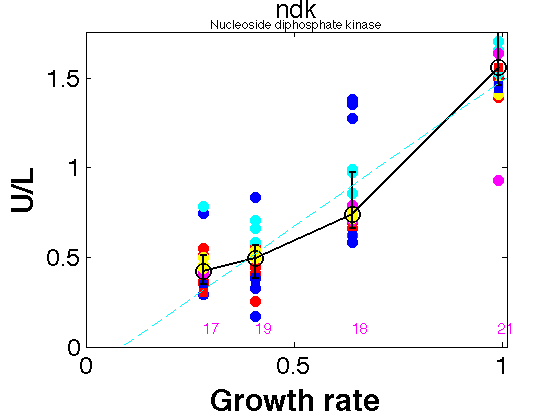 ndk
Nucleoside diphosphate kinase
U/L
1.5
1
0.5
0
17
19
18
21
0
0.5
1
Growth rate